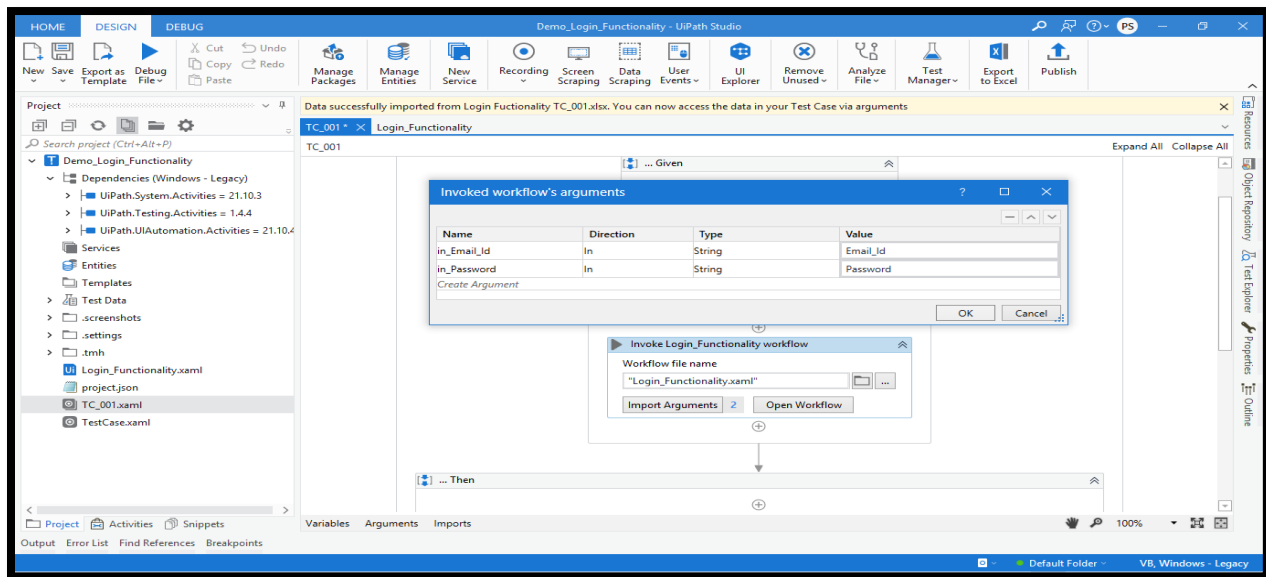 HOME DESIGN DEBUG
Demo_Login_Functionality - UiPath Studio
PS
New Save Export as Template Debug File
Cut Copy Paste Undo Redo
Manage Packages Manage Entities New Service Recording Screen Scraping Data Scraping User Events UI Explorer Remove Unused Analyze File Test Manager Export to Excel Publish
Project
Search project (Ctrl+Alt+P)
Demo_Login_Functionality
Dependencies (Windows - Legacy)
UiPath.System.Activities = 21.10.3
UiPath.Testing.Activities = 1.4.4
UiPath.UIAutomation.Activities = 21.10.4
Services
Entities
Templates
Test Data
.screenshots
.settings
.tmh
Login_Functionality.xaml
project.json
TC_001.xaml
TestCase.xaml
Data successfully imported from Login Fuctionality TC_001.xlsx. You can now access the data in your Test Case via arguments
TC_001 * Login_Functionality
TC_001 Expand All Collapse All
... Given
Invoked workflow's arguments
Name Direction Type Value
in_Email_Id In String Email_Id
in_Password In String Password
Create Argument
OK Cancel
Invoke Login_Functionality workflow
Workflow file name
"Login_Functionality.xaml" ...
Import Arguments 2 Open Workflow
... Then
Resources
Object Repository
Test Explorer
Properties
Outline
Project Activities Snippets
Variables Arguments Imports 100%
Output Error List Find References Breakpoints
Default Folder VB, Windows - Legacy